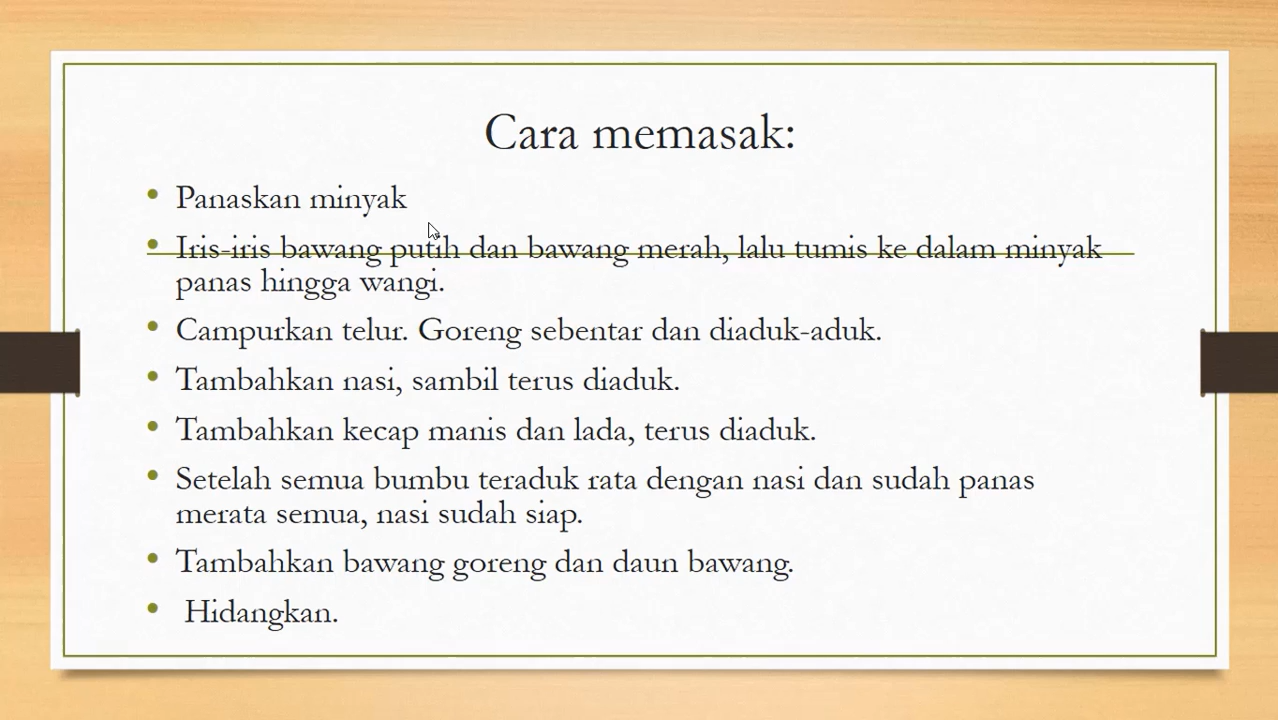 Cara memasak:
• Panaskan minyak
• Iris-iris bawang putih dan bawang merah, lalu tumis ke dalam minyak
panas hingga wangi.
• Campurkan telur. Goreng sebentar dan diaduk-aduk.
• Tambahkan nasi, sambil terus diaduk.
• Tambahkan kecap manis dan lada, terus diaduk.
• Setelah semua bumbu teraduk rata dengan nasi dan sudah panas
merata semua, nasi sudah siap.
• Tambahkan bawang goreng dan daun bawang.
• Hidangkan.